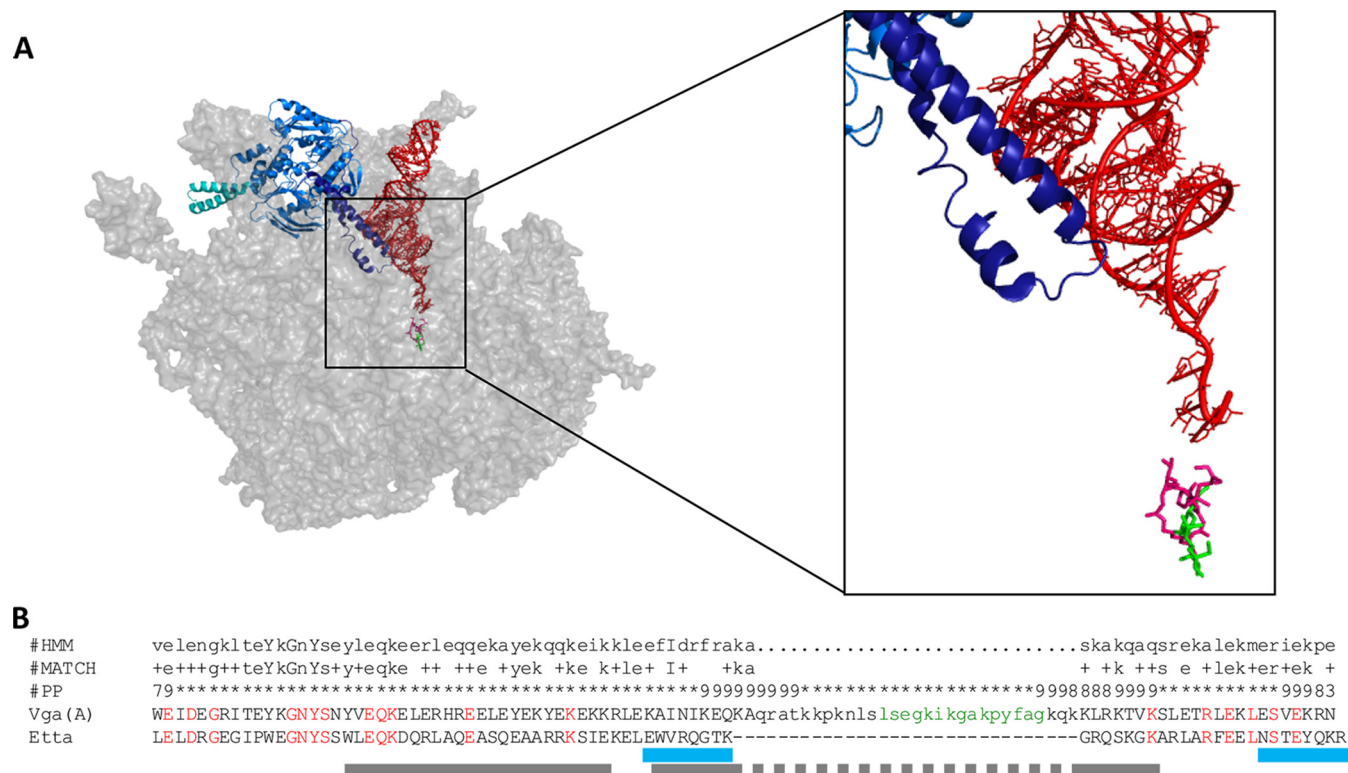 A
B
#HMM velengklteYkGnYseyleqkeerleqqekayekqqkeikkleefIdrfraka.............................skakqaqsrekalekmeriekpe
#MATCH +e+++g++teYkGnYs+y+eqke ++ ++e +yek +ke k+le+ I+ +ka + k ++s e +lek+er+ek +
#PP 79***********************************************999999999*********************99988889999***********99983
Vga(A) WEIDEGRITEYKGNYSNYVEQKELERHREELEYEKYEKEKKRLEKAINIKEQKAqratkkpknlslsegkikgakpyfagkqkKLRKTVKSLETRLEKLESVEKRN
Etta LELDRGEGIPWEGNYSSWLEQKDQRLAQEASQEAARRKSIEKELEWVRQGTK-------------------------------GRQSKGKARLARFEELNSTEYQKR